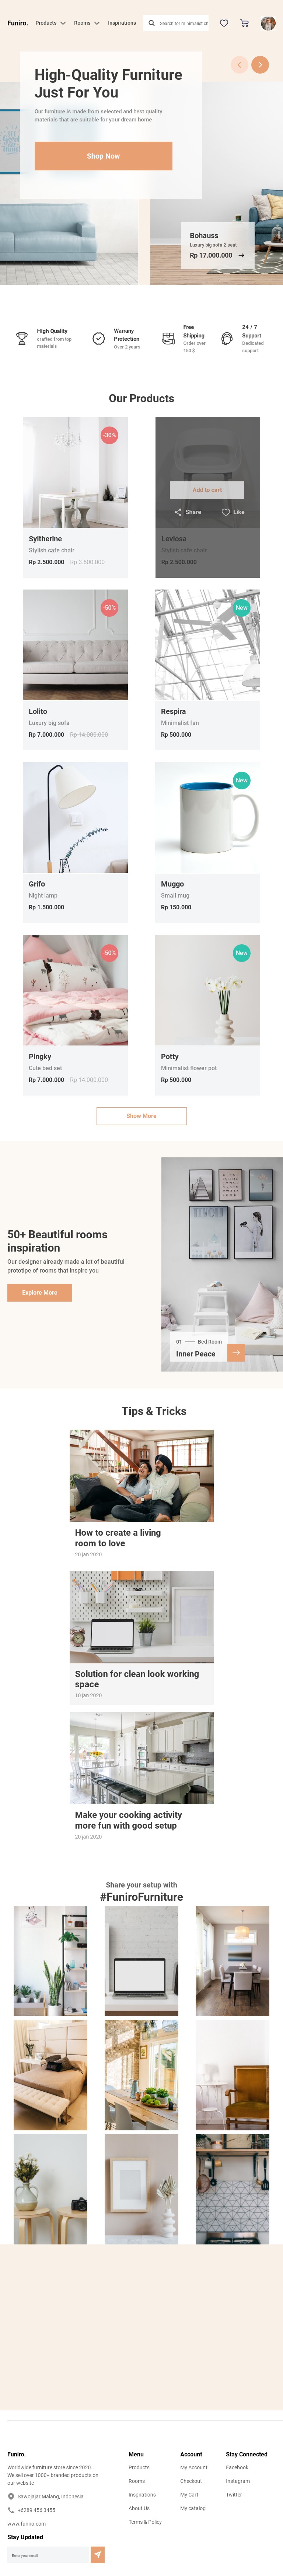 Funiro. Products Rooms Inspirations Search for minimalist ch
High-Quality Furniture
Just For You
Our furniture is made from selected and best quality
materials that are suitable for your dream home
Shop Now
Bohauss
Luxury big sofa 2-seat
Rp 17.000.000
High Quality
crafted from top
materials
Warrany
Protection
Over 2 years
Free
Shipping
Order over
150 $
24 / 7
Support
Dedicated
support
Our Products
-30%
Syltherine
Stylish cafe chair
Rp 2.500.000 Rp 3.500.000
Add to cart
Share Like
Leviosa
Stylish cafe chair
Rp 2.500.000
-50%
Lolito
Luxury big sofa
Rp 7.000.000 Rp 14.000.000
New
Respira
Minimalist fan
Rp 500.000
Grifo
Night lamp
Rp 1.500.000
New
Muggo
Small mug
Rp 150.000
-50%
Pingky
Cute bed set
Rp 7.000.000 Rp 14.000.000
New
Potty
Minimalist flower pot
Rp 500.000
Show More
50+ Beautiful rooms
inspiration
Our designer already made a lot of beautiful
prototipe of rooms that inspire you
Explore More
01 Bed Room
Inner Peace
Tips & Tricks
How to create a living
room to love
20 jan 2020
Solution for clean look working
space
10 jan 2020
Make your cooking activity
more fun with good setup
20 jan 2020
Share your setup with
#FuniroFurniture
Funiro.
Worldwide furniture store since 2020.
We sell over 1000+ branded products on
our website
Sawojajar Malang, Indonesia
+6289 456 3455
www.funiro.com
Stay Updated
Enter your email
Menu
Products
Rooms
Inspirations
About Us
Terms & Policy
Account
My Account
Checkout
My Cart
My catalog
Stay Connected
Facebook
Instagram
Twitter